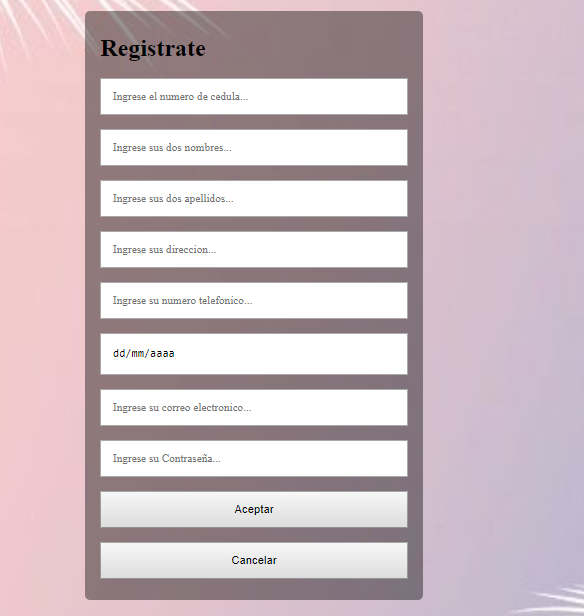 Registrate
Ingrese el numero de cedula...
Ingrese sus dos nombres...
Ingrese sus dos apellidos...
Ingrese sus direccion...
Ingrese su numero telefonico...
dd/mm/aaaa
Ingrese su correo electronico...
Ingrese su Contraseña...
Aceptar
Cancelar